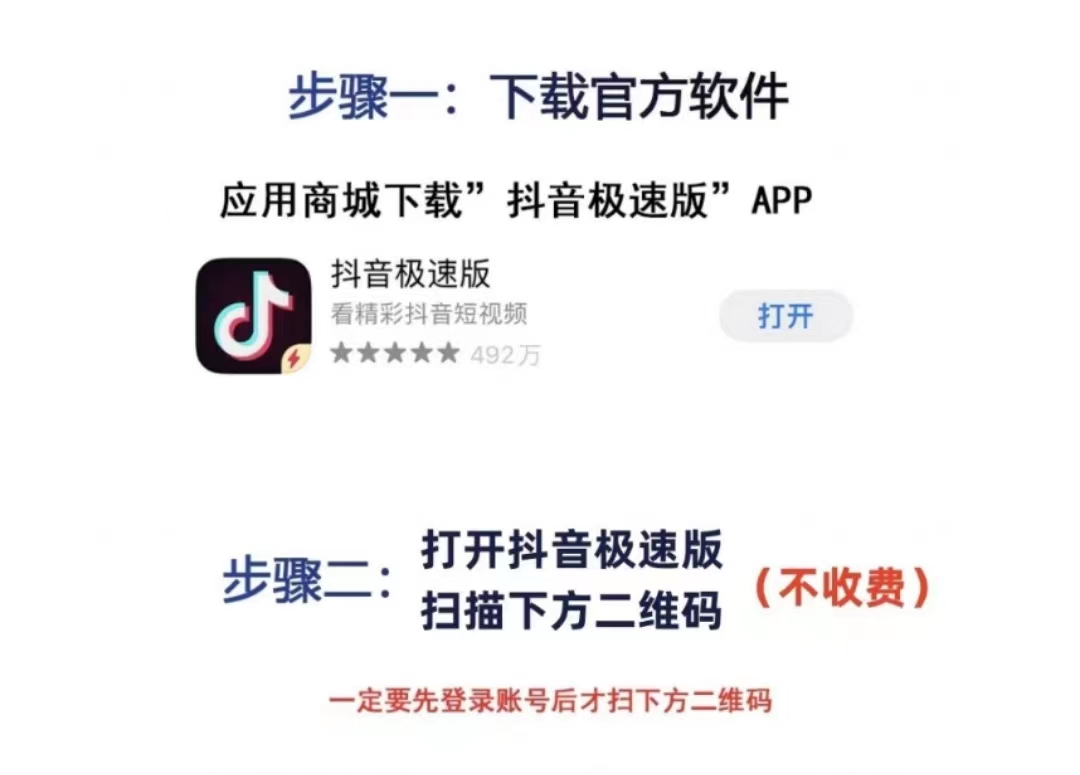 步骤一：下载官方软件
应用商城下载”抖音极速版”APP
抖音极速版
看精彩抖音短视频
打开
★★★★★ 492万
步骤二：
打开抖音极速版
扫描下方二维码
（不收费）
一定要先登录账号后才扫下方二维码